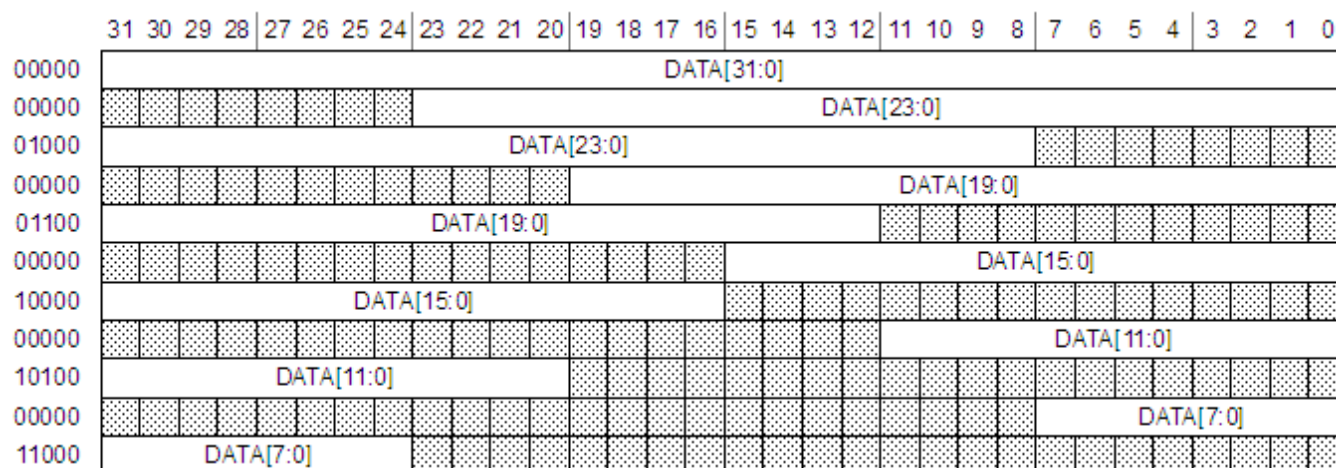 31 30 29 28 27 26 25 24 23 22 21 20 19 18 17 16 15 14 13 12 11 10 9 8 7 6 5 4 3 2 1 0
00000 DATA[31:0]
00000 DATA[23:0]
01000 DATA[23:0]
00000 DATA[19:0]
01100 DATA[19:0]
00000 DATA[15:0]
10000 DATA[15:0]
00000 DATA[11:0]
10100 DATA[11:0]
00000 DATA[7:0]
11000 DATA[7:0]